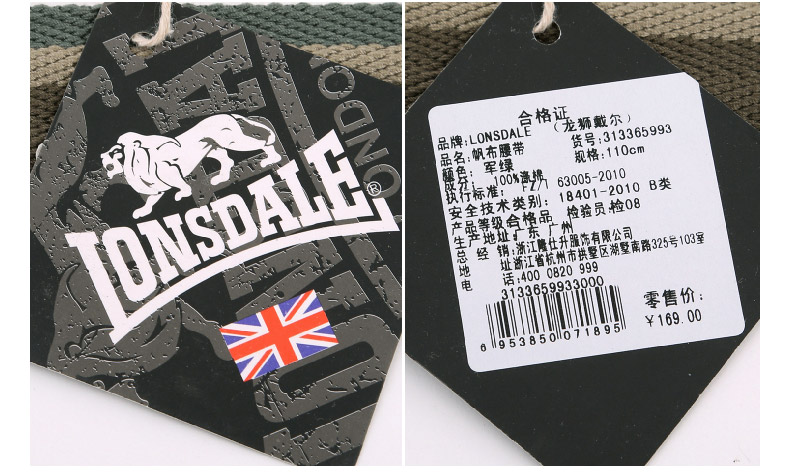 LONSDALE®
LONDO
合格证
品牌:LONSDALE (龙狮戴尔)
货号:313365993
品名:帆布腰带
规格:110cm
颜色: 军绿
成分: 100%涤棉
执行标准: FZ/T 63005-2010
安全技术类别: 18401-2010 B类
产品等级合格品 检验员:检08
生产地址:广东 广州
总 经 销:浙江隆仕升服饰有限公司
地 址:浙江省杭州市拱墅区湖墅南路325号103室
电 话:400 0820 999
3133659933000
6 953850 071895
零售价:
¥169.00